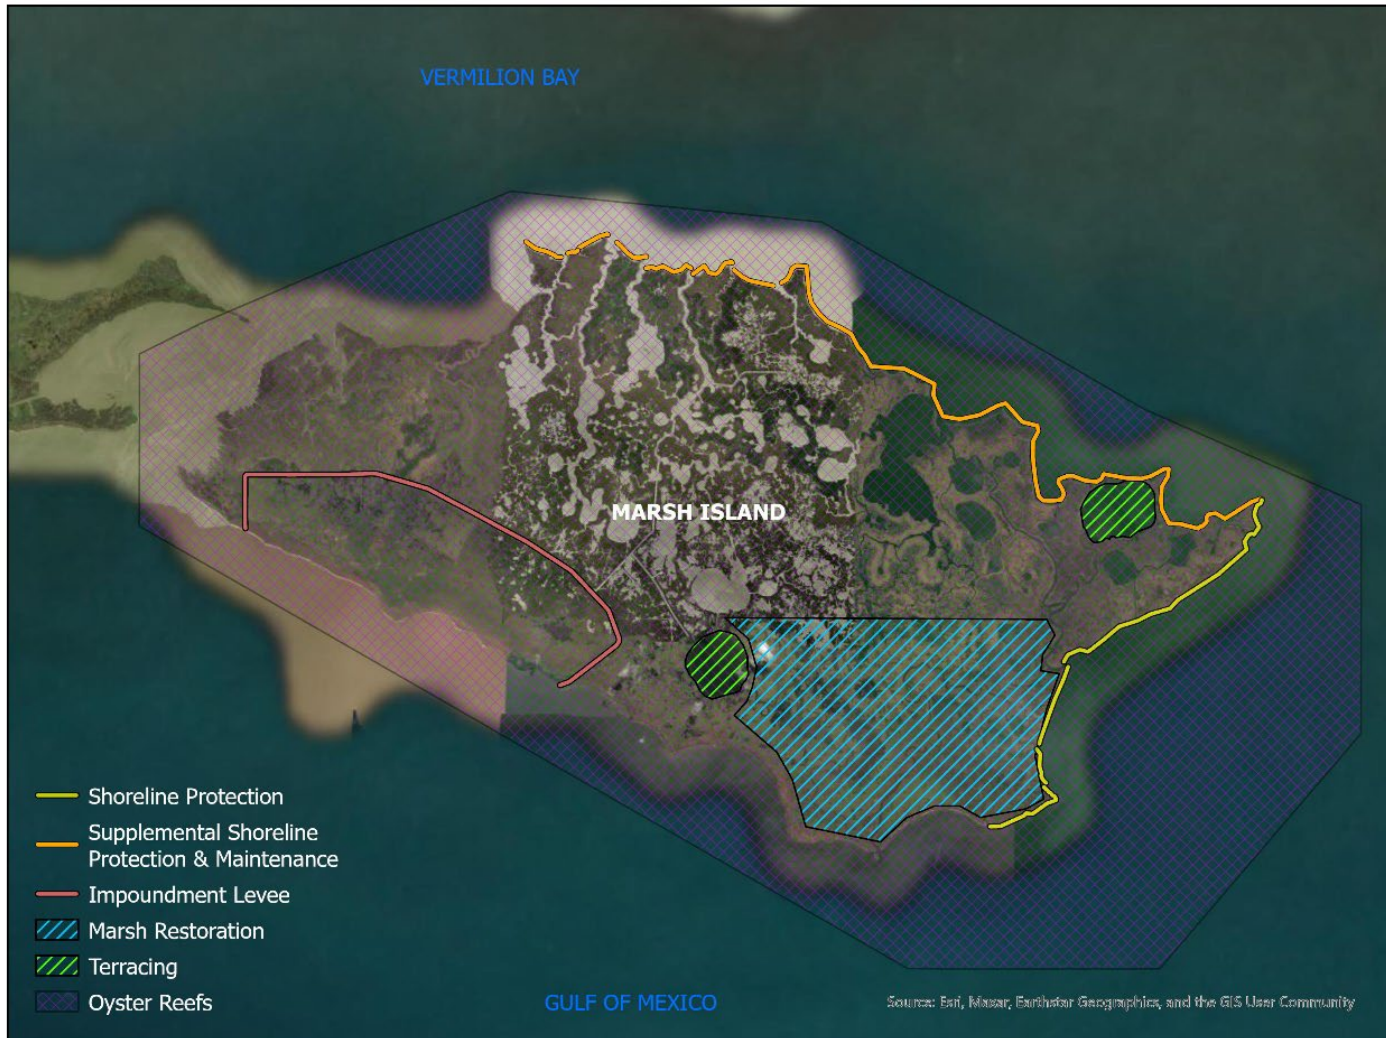 VERMILION BAY
MARSH ISLAND
Shoreline Protection
Supplemental Shoreline
Protection & Maintenance
Impoundment Levee
Marsh Restoration
Terracing
Oyster Reefs
GULF OF MEXICO
Source: Esri, Maxar, Earthstar Geographics, and the GIS User Community